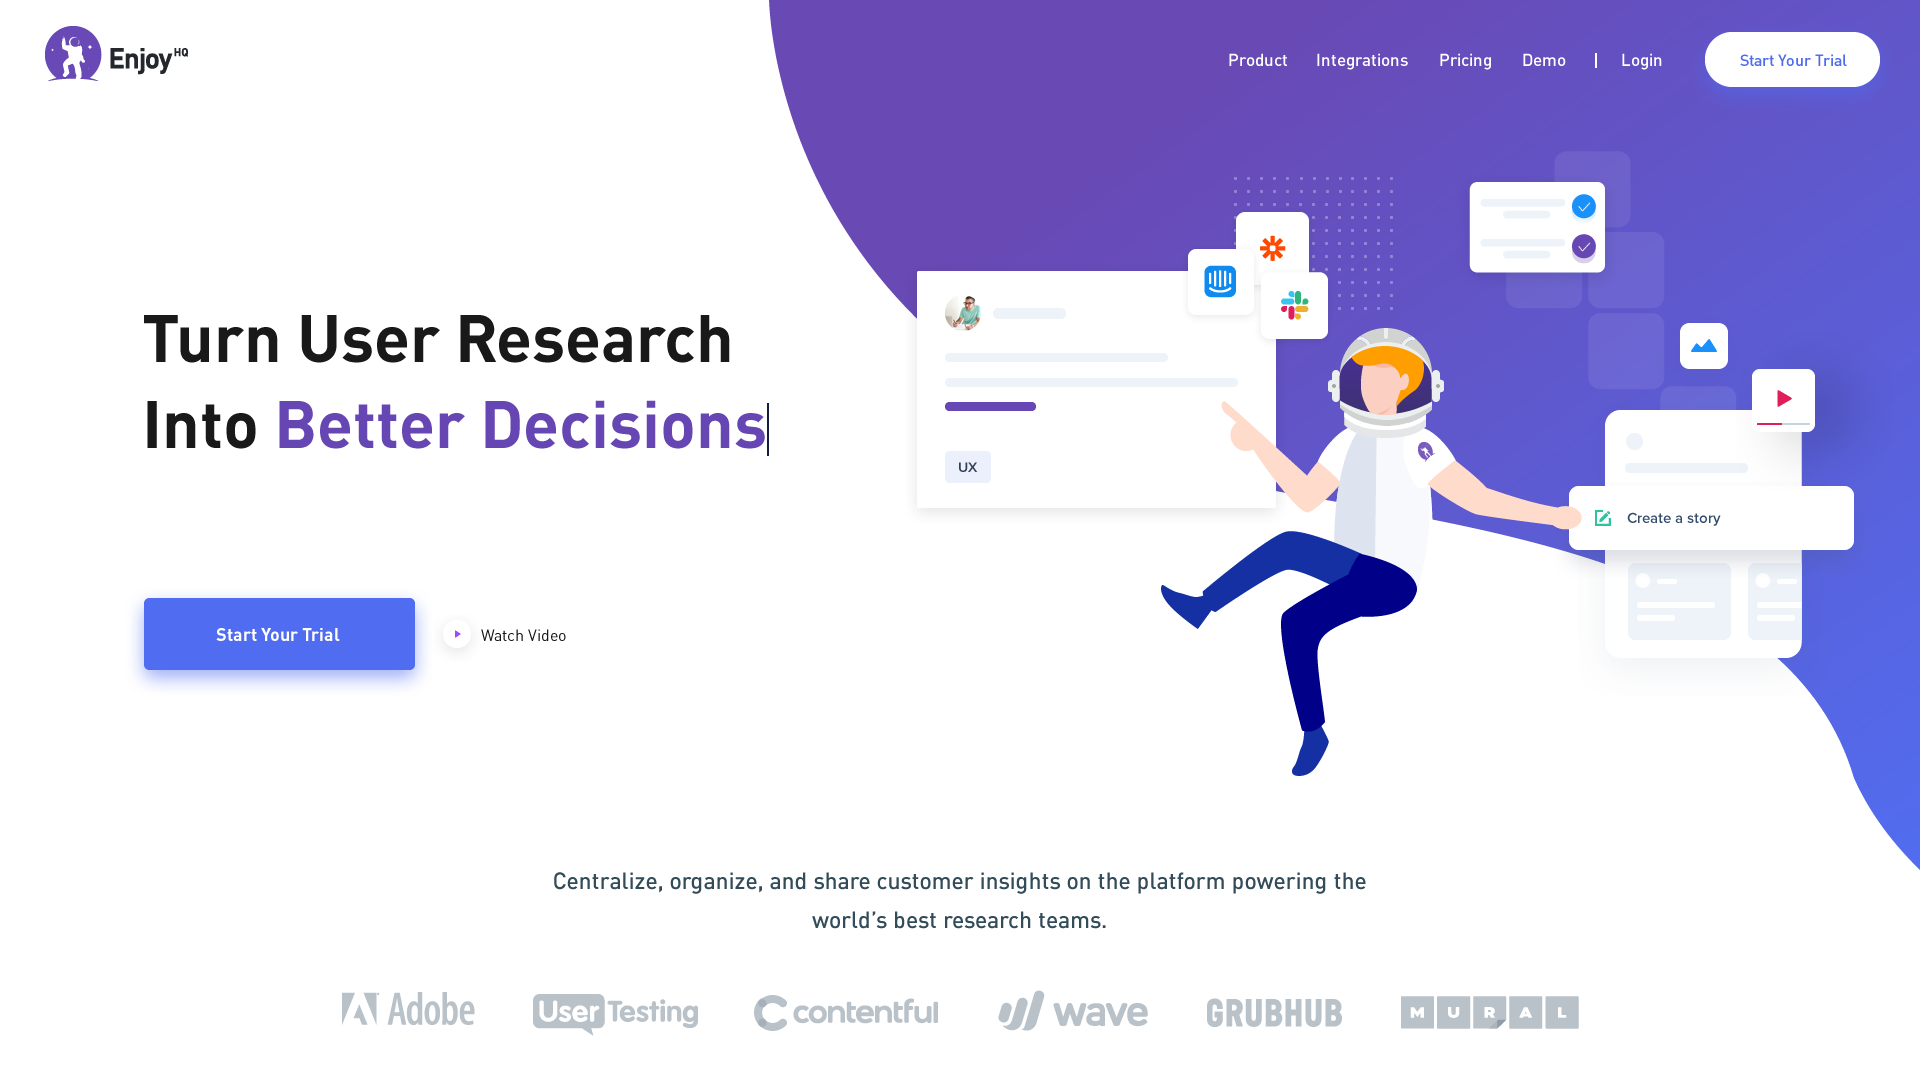 Enjoy HQ
Product Integrations Pricing Demo | Login Start Your Trial
Turn User Research
Into Better Decisions
UX
Create a story
Start Your Trial
Watch Video
Centralize, organize, and share customer insights on the platform powering the
world’s best research teams.
Adobe UserTesting contentful wave GRUBHUB MURAL